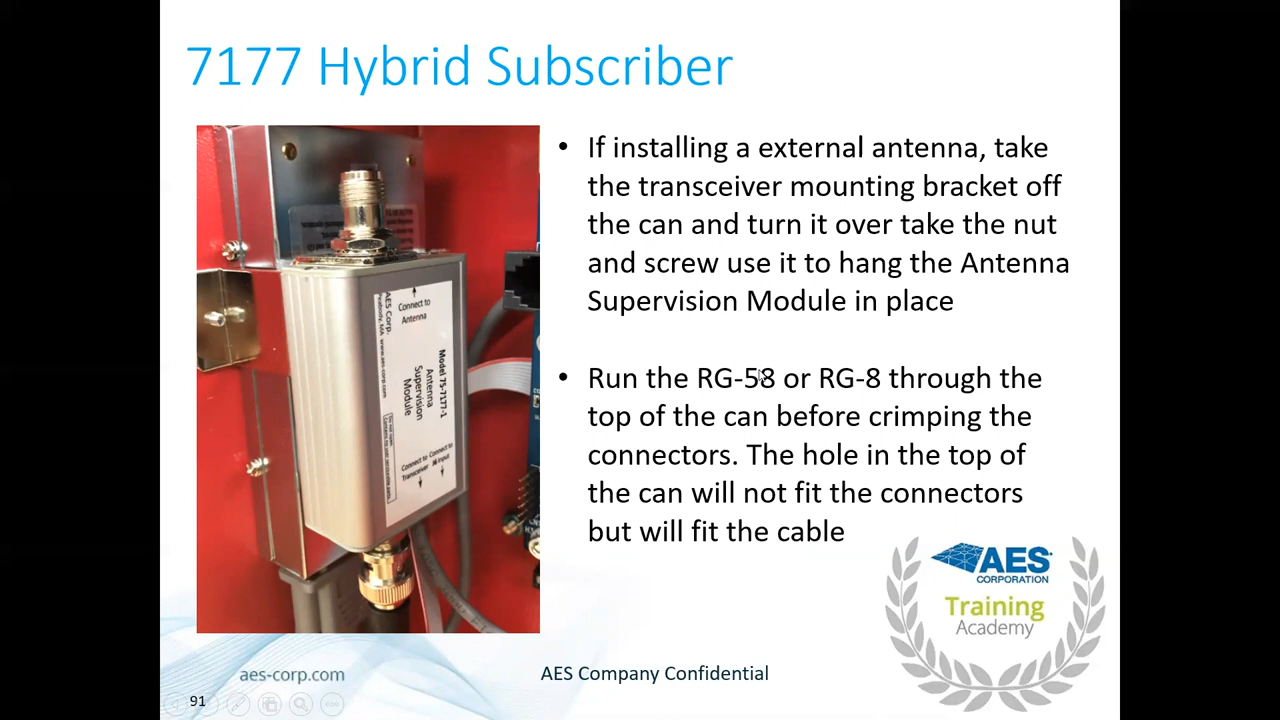 7177 Hybrid Subscriber
• If installing a external antenna, take
the transceiver mounting bracket off
the can and turn it over take the nut
and screw use it to hang the Antenna
Supervision Module in place
• Run the RG-58 or RG-8 through the
top of the can before crimping the
connectors. The hole in the top of
the can will not fit the connectors
but will fit the cable
Connect to
Antenna
AES Corp.
Peabody, MA www.aes-corp.com
Model 75-7177-1
Antenna
Supervision
Module
Connect to
Transceiver
Connect to
Input
AES
CORPORATION
Training
Academy
aes-corp.com
AES Company Confidential
91